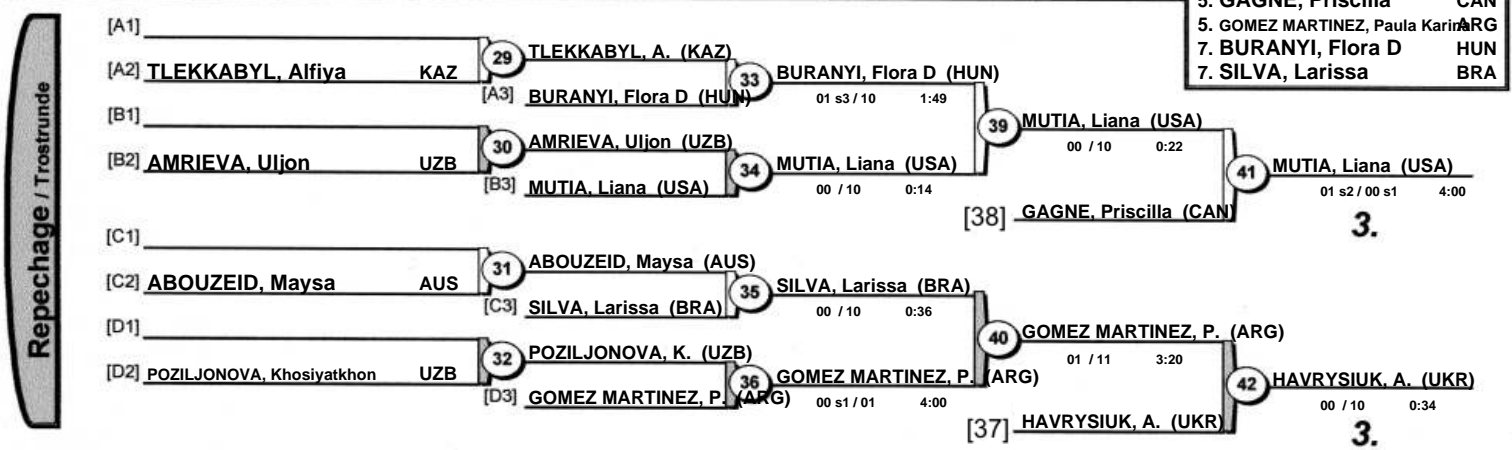 5. GAGNE, Priscilla CAN
5. GOMEZ MARTINEZ, Paula Karina ARG
7. BURANYI, Flora D HUN
7. SILVA, Larissa BRA
Repechage / Trostrunde
[A1]
[A2] TLEKKABYL, Alfiya KAZ
29 TLEKKABYL, A. (KAZ)
[A3] BURANYI, Flora D (HUN)
33 BURANYI, Flora D (HUN)
01 s3 / 10 1:49
[B1]
[B2] AMRIEVA, Uljon UZB
30 AMRIEVA, Uljon (UZB)
[B3] MUTIA, Liana (USA)
34 MUTIA, Liana (USA)
00 / 10 0:14
39 MUTIA, Liana (USA)
00 / 10 0:22
[38] GAGNE, Priscilla (CAN)
41 MUTIA, Liana (USA)
01 s2 / 00 s1 4:00
3.
[C1]
[C2] ABOUZEID, Maysa AUS
31 ABOUZEID, Maysa (AUS)
[C3] SILVA, Larissa (BRA)
35 SILVA, Larissa (BRA)
00 / 10 0:36
[D1]
[D2] POZILJONOVA, Khosiyatkhon UZB
32 POZILJONOVA, K. (UZB)
[D3] GOMEZ MARTINEZ, P. (ARG)
36 GOMEZ MARTINEZ, P. (ARG)
00 s1 / 01 4:00
40 GOMEZ MARTINEZ, P. (ARG)
01 / 11 3:20
[37] HAVRYSIUK, A. (UKR)
42 HAVRYSIUK, A. (UKR)
00 / 10 0:34
3.